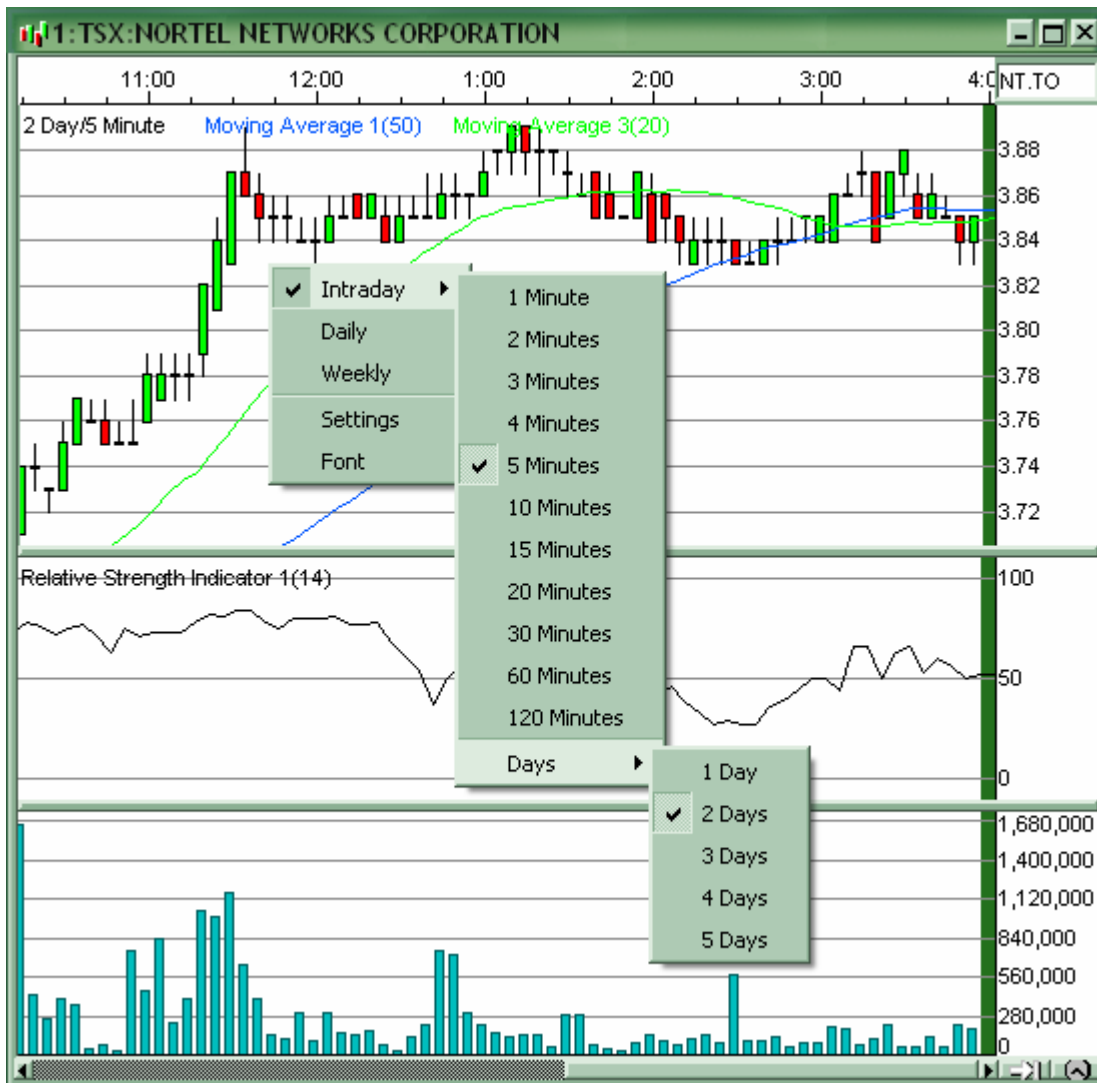 1:TSX:NORTEL NETWORKS CORPORATION
11:00 12:00 1:00 2:00 3:00 4:0 NT.TO
2 Day/5 Minute Moving Average 1(50) Moving Average 3(20)
3.88
3.86
3.84
3.82
3.80
3.78
3.76
3.74
3.72
Intraday
Daily
Weekly
Settings
Font
1 Minute
2 Minutes
3 Minutes
4 Minutes
5 Minutes
10 Minutes
15 Minutes
20 Minutes
30 Minutes
60 Minutes
120 Minutes
Days
1 Day
2 Days
3 Days
4 Days
5 Days
Relative Strength Indicator 1(14)
100
50
0
1,680,000
1,400,000
1,120,000
840,000
560,000
280,000
0